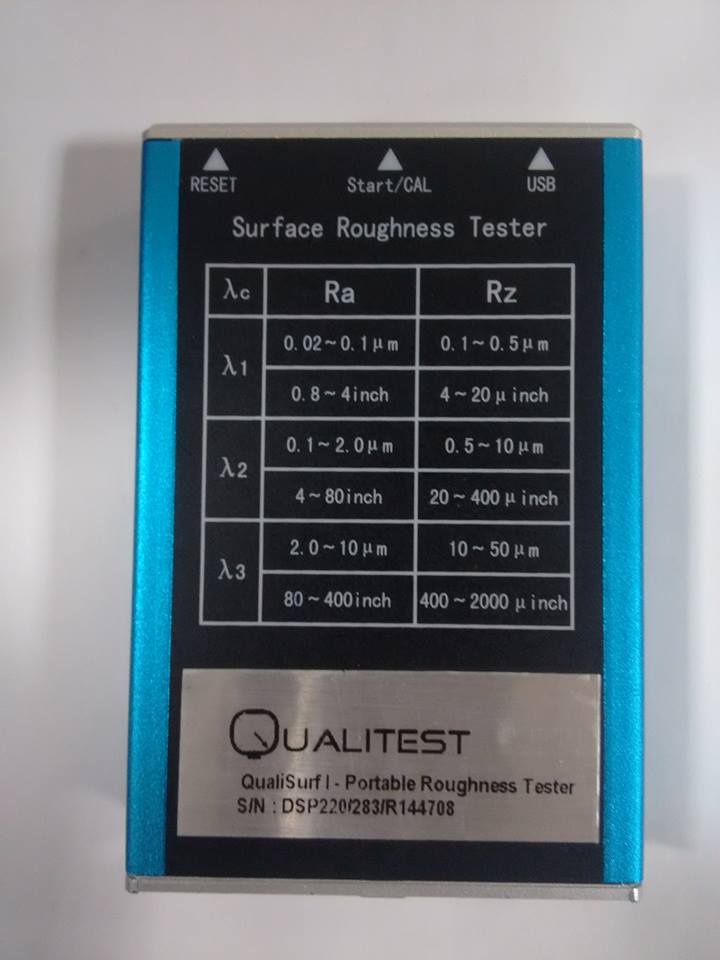 RESET Start/CAL USB
Surface Roughness Tester
λc Ra Rz
λ1 0.02~0.1μm 0.1~0.5μm
0.8~4inch 4~20μinch
λ2 0.1~2.0μm 0.5~10μm
4~80inch 20~400μinch
λ3 2.0~10μm 10~50μm
80~400inch 400~2000μinch
QUALITEST
QualiSurf I - Portable Roughness Tester
S/N : DSP220/283/R144708